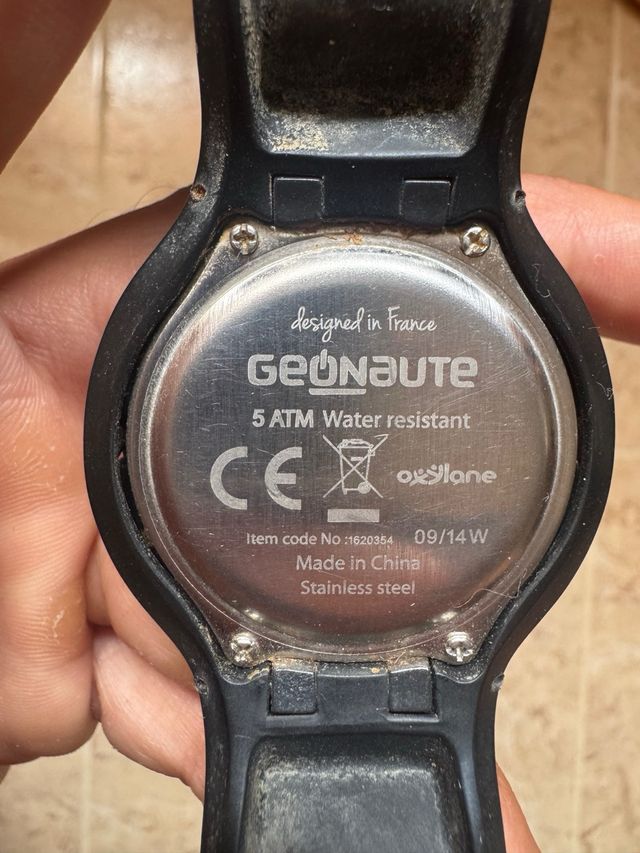 designed in France
GEONAUTE
5 ATM Water resistant
CE
oxylane
Item code No :1620354 09/14W
Made in China
Stainless steel